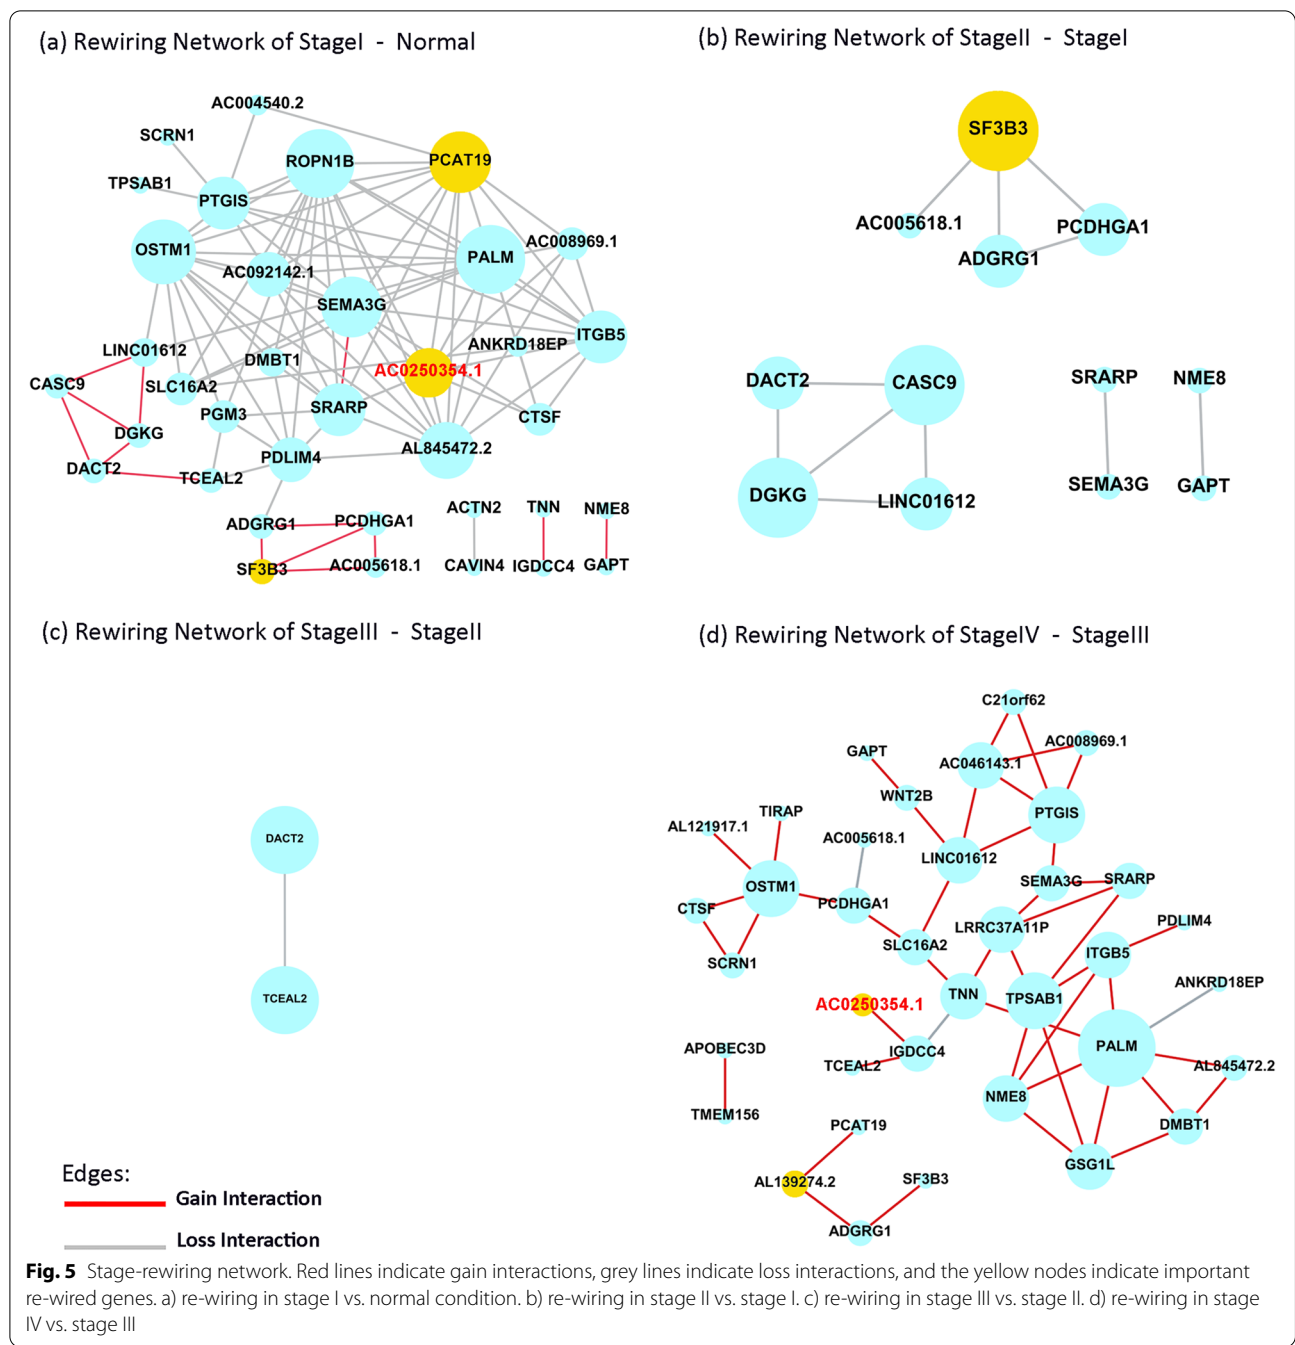 (a) Rewiring Network of StageI - Normal
AC004540.2
SCRN1
ROPN1B
PCAT19
TPSAB1
PTGIS
OSTM1
AC008969.1
PALM
AC092142.1
SEMA3G
ITGB5
ANKRD18EP
LINC01612
DMBT1
AC0250354.1
CASC9
SLC16A2
PGM3
SRARP
CTSF
DGKG
AL845472.2
PDLIM4
DACT2
TCEAL2
ADGRG1
PCDHGA1
ACTN2
TNN
NME8
SF3B3
AC005618.1
CAVIN4
IGDCC4
GAPT
(b) Rewiring Network of StageII - StageI
SF3B3
AC005618.1
PCDHGA1
ADGRG1
DACT2
CASC9
SRARP
NME8
DGKG
LINC01612
SEMA3G
GAPT
(c) Rewiring Network of StageIII - StageII
DACT2
TCEAL2
(d) Rewiring Network of StageIV - StageIII
C21orf62
AC008969.1
GAPT
AC046143.1
WNT2B
PTGIS
TIRAP
AL121917.1
AC005618.1
LINC01612
OSTM1
SEMA3G
SRARP
CTSF
PCDHGA1
PDLIM4
LRRC37A11P
SLC16A2
ITGB5
SCRN1
ANKRD18EP
TNN
TPSAB1
AC0250354.1
PALM
APOBEC3D
IGDCC4
TCEAL2
AL845472.2
NME8
TMEM156
PCAT19
DMBT1
GSG1L
AL139274.2
SF3B3
ADGRG1
Edges:
Gain Interaction
Loss Interaction
Fig. 5 Stage-rewiring network. Red lines indicate gain interactions, grey lines indicate loss interactions, and the yellow nodes indicate important
re-wired genes. a) re-wiring in stage I vs. normal condition. b) re-wiring in stage II vs. stage I. c) re-wiring in stage III vs. stage II. d) re-wiring in stage
IV vs. stage III